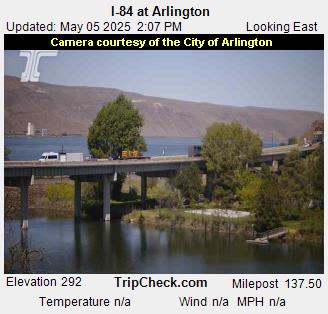 I-84 at Arlington
Updated: May 05 2025 2:07 PM Looking East
Camera courtesy of the City of Arlington
Elevation 292 TripCheck.com Milepost 137.50
Temperature n/a Wind n/a MPH n/a